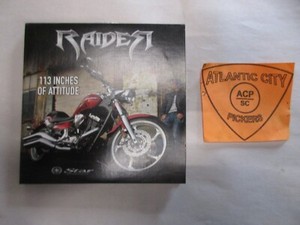 RAIDER
113 INCHES
OF ATTITUDE
Star
ATLANTIC CITY
ACP
SC
PICKERS